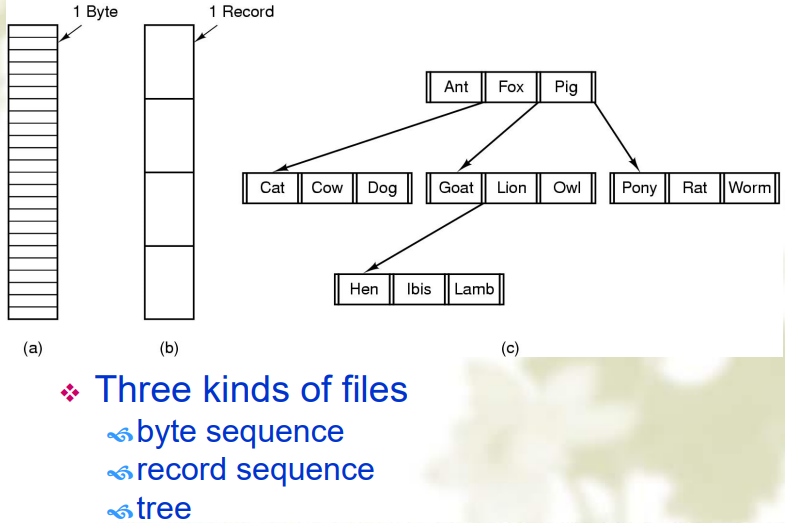 1 Byte
1 Record
Ant Fox Pig
Cat Cow Dog
Goat Lion Owl
Pony Rat Worm
Hen Ibis Lamb
(a)
(b)
(c)
Three kinds of files
byte sequence
record sequence
tree